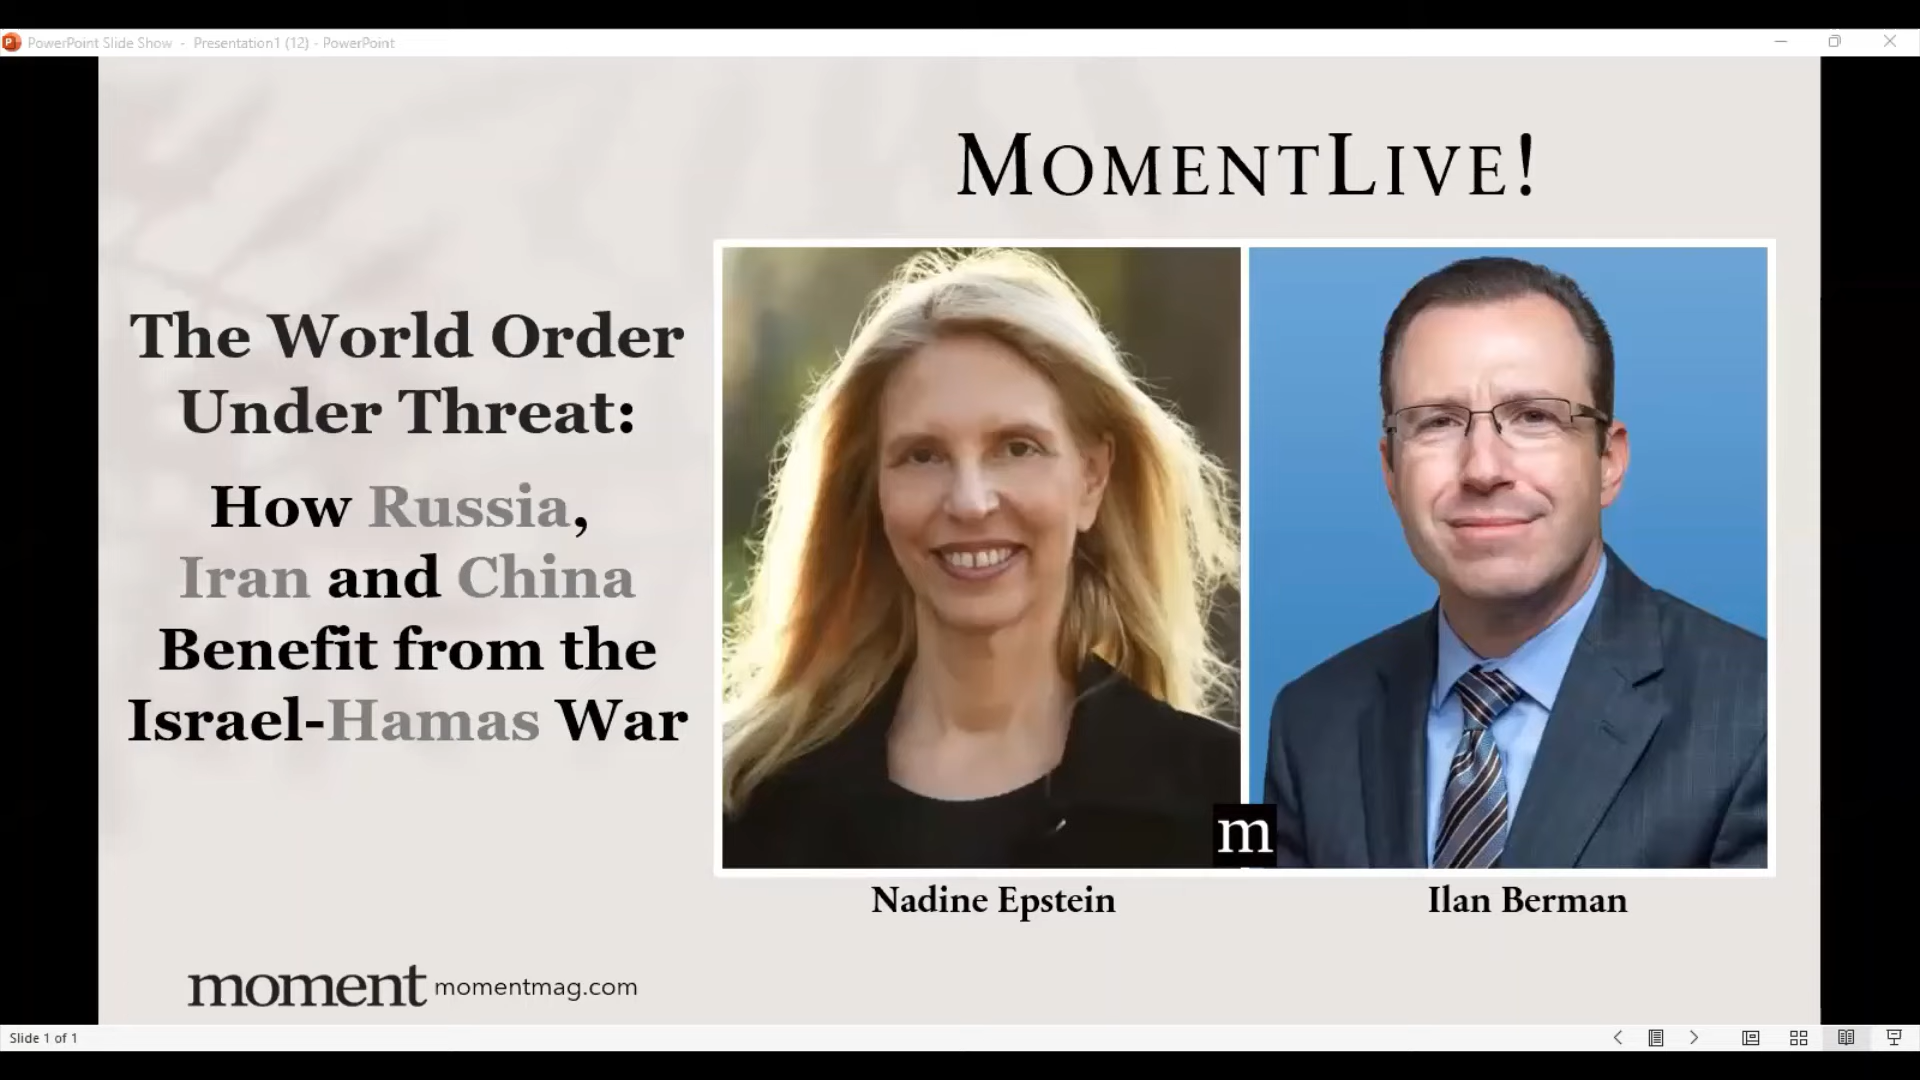 PowerPoint Slide Show - Presentation1 (12) - PowerPoint
MOMENTLIVE!
The World Order
Under Threat:
How Russia,
Iran and China
Benefit from the
Israel-Hamas War
m
Nadine Epstein
Ilan Berman
moment momentmag.com
Slide 1 of 1